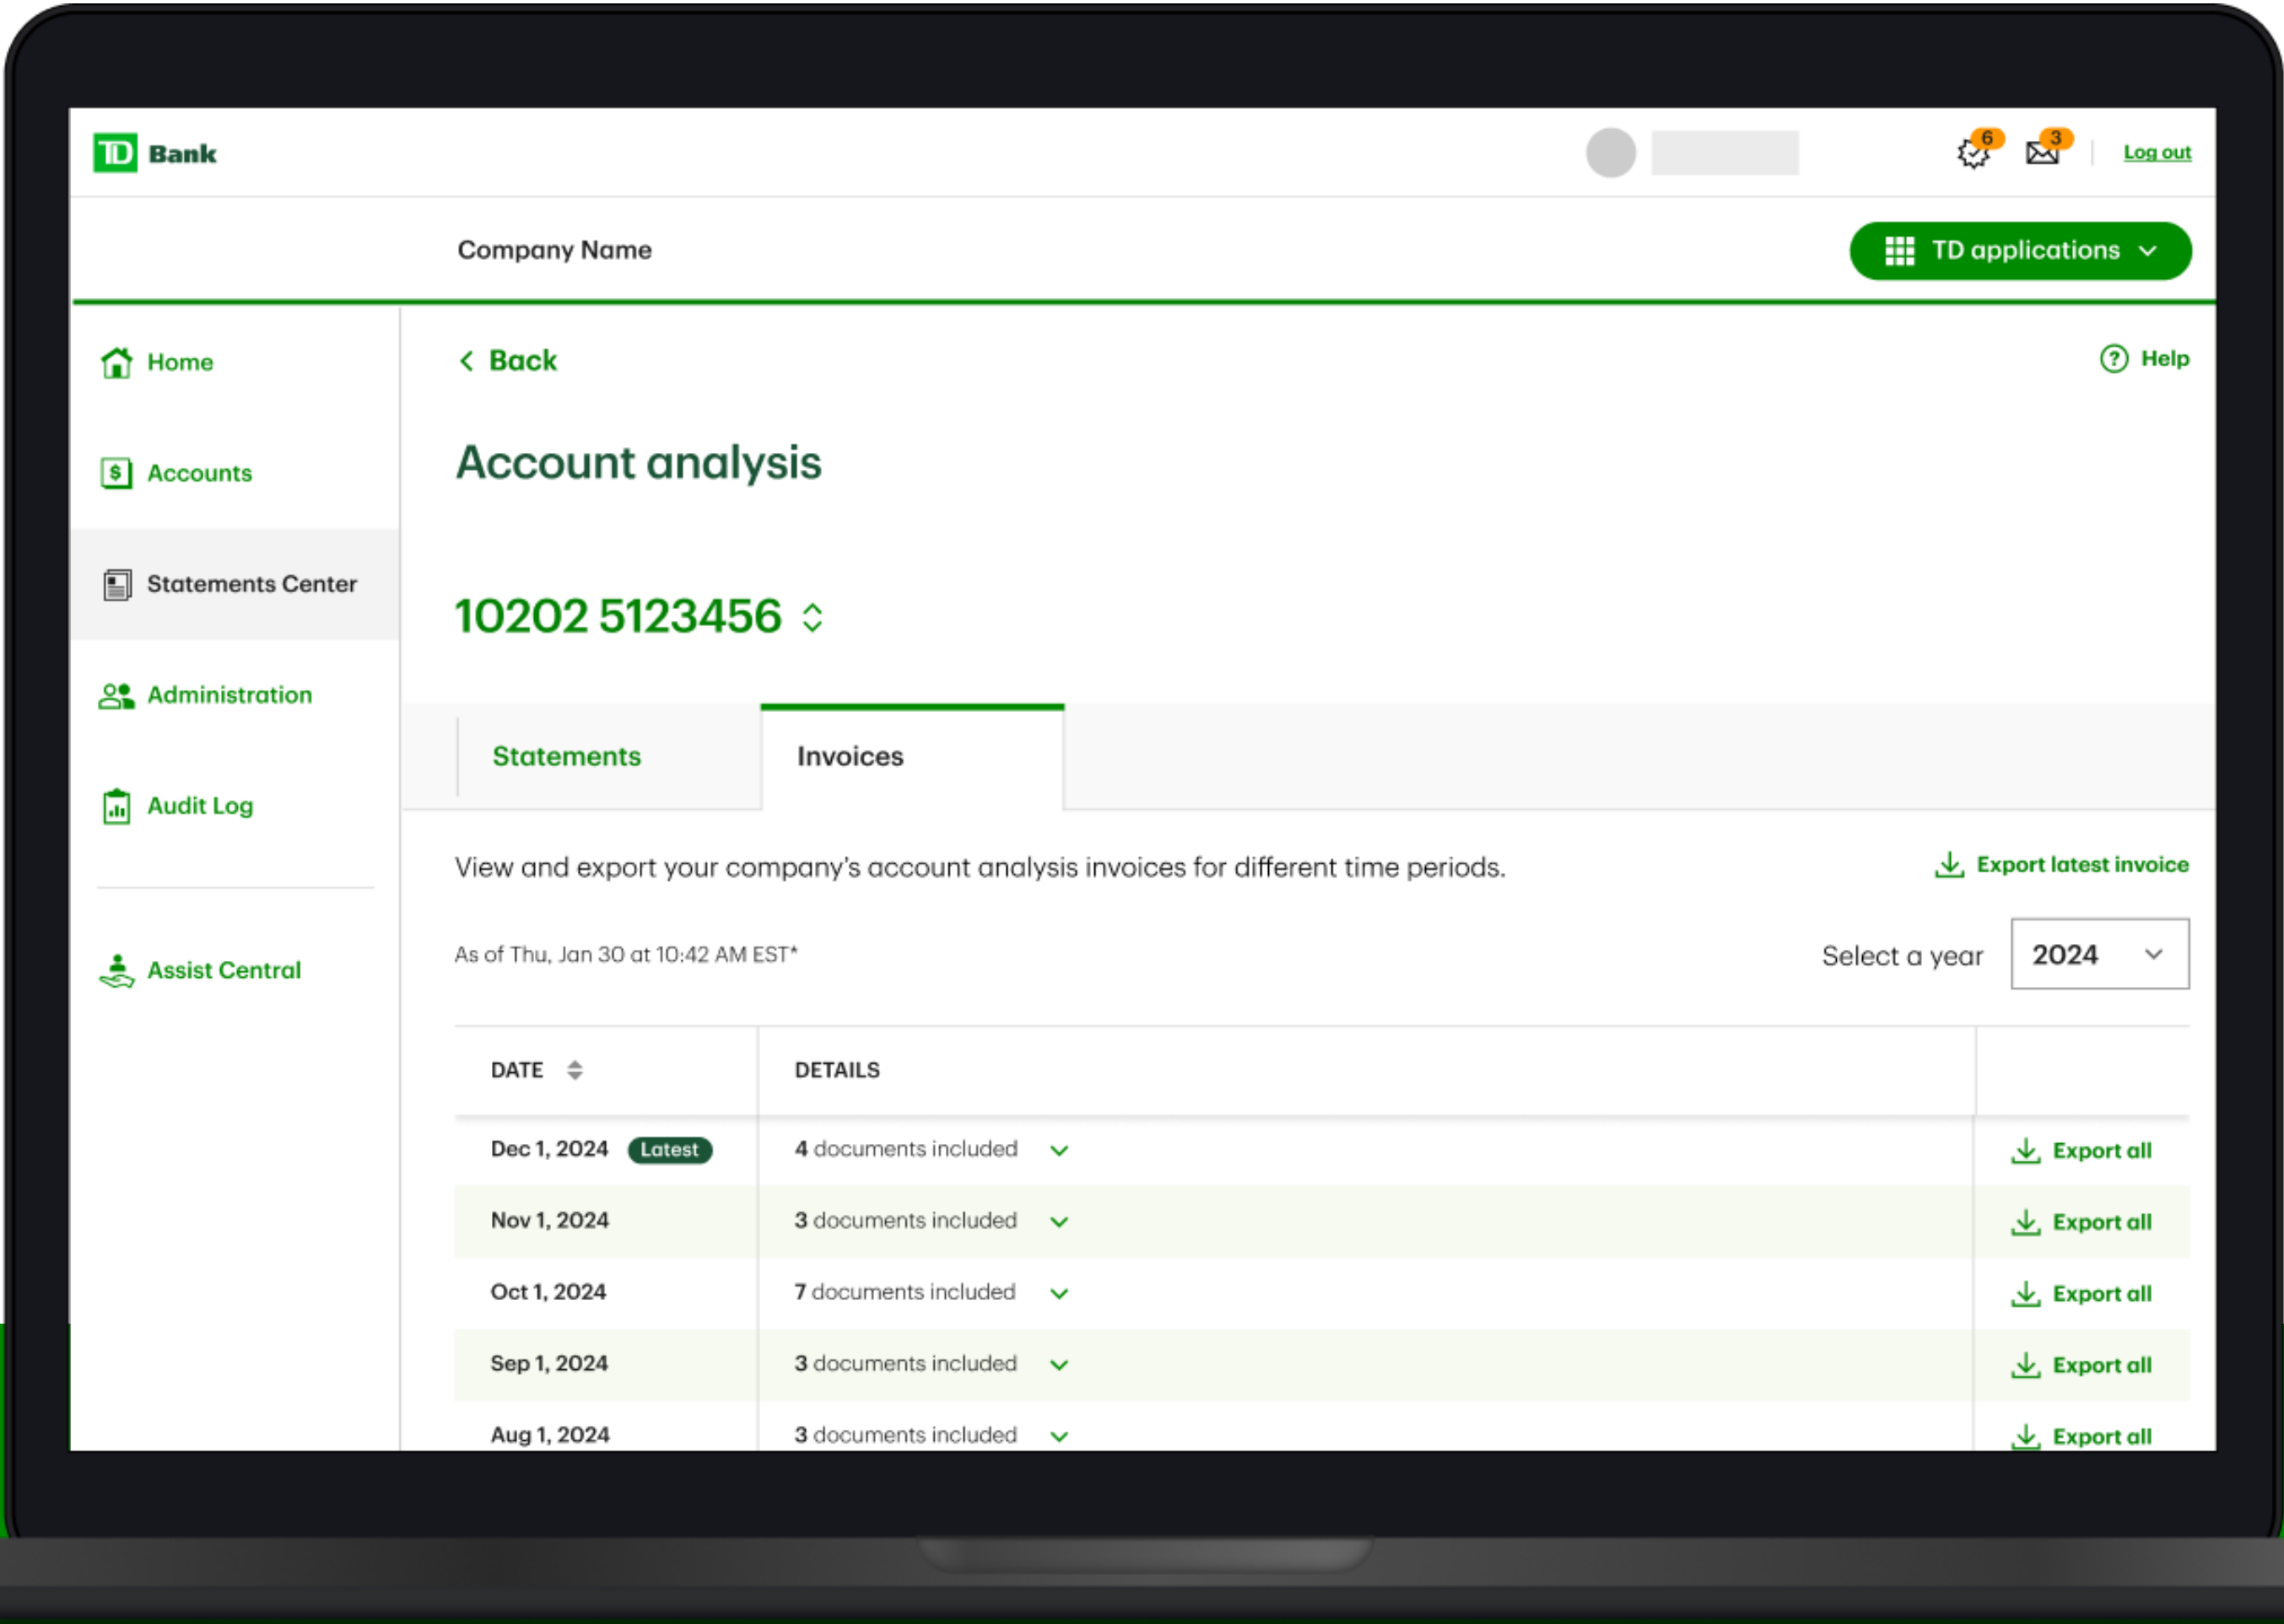 TD Bank
6
3
Log out
Company Name
TD applications
Home
Accounts
Statements Center
Administration
Audit Log
Assist Central
Back
Help
Account analysis
10202 5123456
Statements
Invoices
View and export your company's account analysis invoices for different time periods.
Export latest invoice
As of Thu, Jan 30 at 10:42 AM EST*
Select a year
2024
DATE
DETAILS
Dec 1, 2024 Latest 4 documents included Export all
Nov 1, 2024 3 documents included Export all
Oct 1, 2024 7 documents included Export all
Sep 1, 2024 3 documents included Export all
Aug 1, 2024 3 documents included Export all